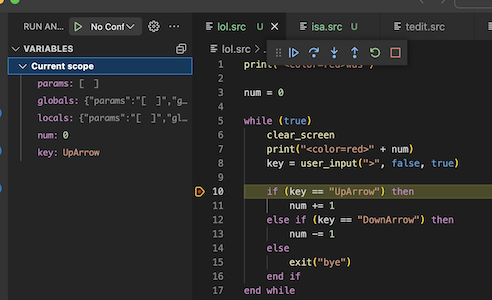 RUN AN... No Conf
lol.src U isa.src U tedit.src
VARIABLES
lol.src >
Current scope
params: [ ]
globals: {"params":"[ ]","g...
locals: {"params":"[ ]","gl...
num: 0
key: UpArrow
1 print
2
3 num = 0
4
5 while (true)
6 clear_screen
7 print("<color=red>" + num)
8 key = user_input(">", false, true)
9
10 if (key == "UpArrow") then
11 num += 1
12 else if (key == "DownArrow") then
13 num -= 1
14 else
15 exit("bye")
16 end if
17 end while